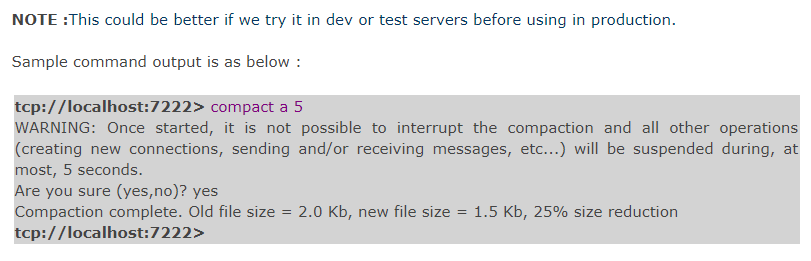 NOTE :This could be better if we try it in dev or test servers before using in production.
Sample command output is as below :
tcp://localhost:7222> compact a 5
WARNING: Once started, it is not possible to interrupt the compaction and all other operations
(creating new connections, sending and/or receiving messages, etc...) will be suspended during, at
most, 5 seconds.
Are you sure (yes,no)? yes
Compaction complete. Old file size = 2.0 Kb, new file size = 1.5 Kb, 25% size reduction
tcp://localhost:7222>